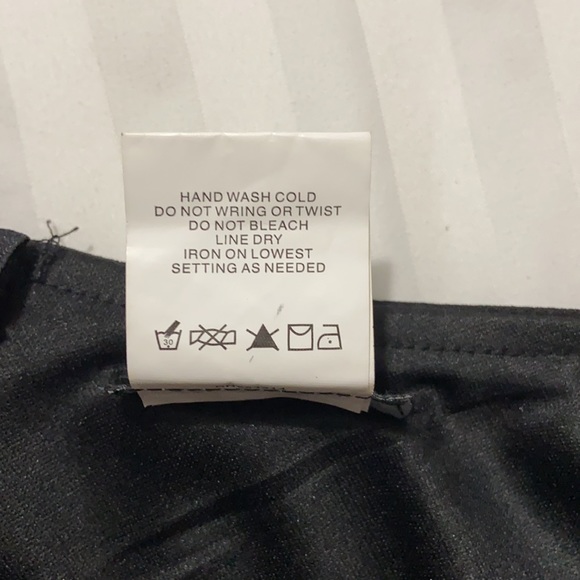 HAND WASH COLD
DO NOT WRING OR TWIST
DO NOT BLEACH
LINE DRY
IRON ON LOWEST
SETTING AS NEEDED
30